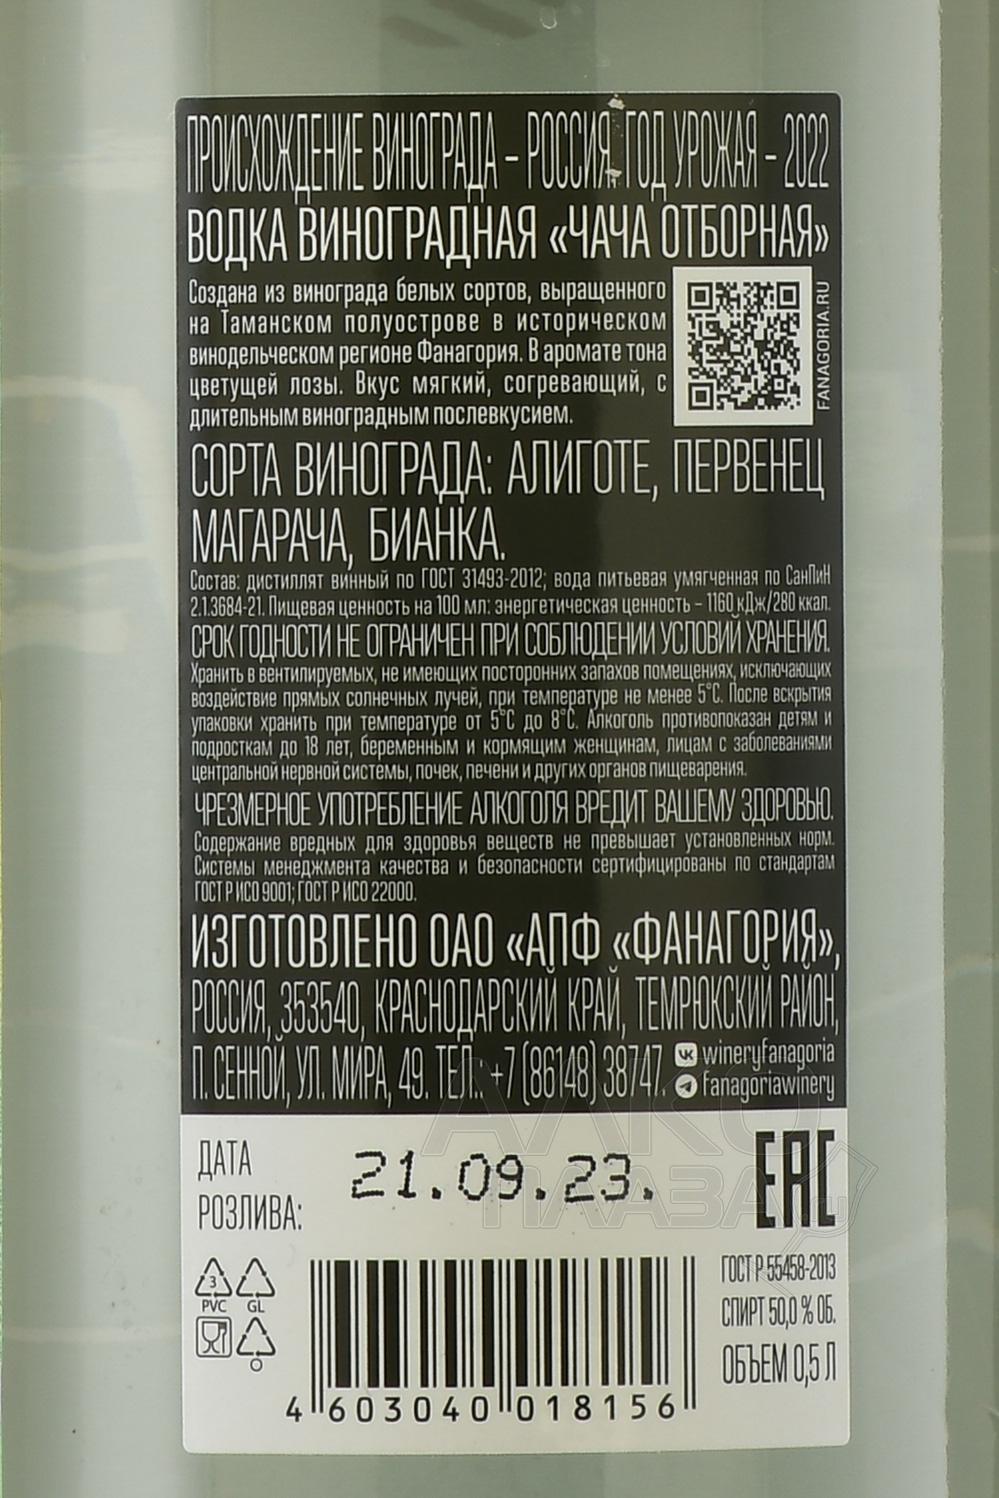 ПРОИСХОЖДЕНИЕ ВИНОГРАДА – РОССИЯ. ГОД УРОЖАЯ – 2022
ВОДКА ВИНОГРАДНАЯ «ЧАЧА ОТБОРНАЯ»
Создана из винограда белых сортов, выращенного
на Таманском полуострове в историческом
винодельческом регионе Фанагория. В аромате тона
цветущей лозы. Вкус мягкий, согревающий, с
длительным виноградным послевкусием.
FANAGORIA.RU
СОРТА ВИНОГРАДА: АЛИГОТЕ, ПЕРВЕНЕЦ
МАГАРАЧА, БИАНКА.
Состав: дистиллят винный по ГОСТ 31493-2012; вода питьевая умягченная по СанПиН
2.1.3684-21. Пищевая ценность на 100 мл: энергетическая ценность – 1160 кДж/280 ккал.
СРОК ГОДНОСТИ НЕ ОГРАНИЧЕН ПРИ СОБЛЮДЕНИИ УСЛОВИЙ ХРАНЕНИЯ.
Хранить в вентилируемых, не имеющих посторонних запахов помещениях, исключающих
воздействие прямых солнечных лучей, при температуре не менее 5°С. После вскрытия
упаковки хранить при температуре от 5°С до 8°С. Алкоголь противопоказан детям и
подросткам до 18 лет, беременным и кормящим женщинам, лицам с заболеваниями
центральной нервной системы, почек, печени и других органов пищеварения.
ЧРЕЗМЕРНОЕ УПОТРЕБЛЕНИЕ АЛКОГОЛЯ ВРЕДИТ ВАШЕМУ ЗДОРОВЬЮ.
Содержание вредных для здоровья веществ не превышает установленных норм.
Системы менеджмента качества и безопасности сертифицированы по стандартам
ГОСТ Р ИСО 9001; ГОСТ Р ИСО 22000.
ИЗГОТОВЛЕНО ОАО «АПФ «ФАНАГОРИЯ»,
РОССИЯ, 353540, КРАСНОДАРСКИЙ КРАЙ, ТЕМРЮКСКИЙ РАЙОН,
П. СЕННОЙ, УЛ. МИРА, 49. ТЕЛ.: +7 (86148) 38747.
wineryfanagoria
fanagoriawinery
АЛКО
ПЛАЗА.ru
ДАТА
РОЗЛИВА:
21.09.23.
EAC
3
PVC
GL
O
ГОСТ Р 55458-2013
СПИРТ 50,0 % ОБ.
ОБЪЕМ 0,5 Л
4 603040 018156